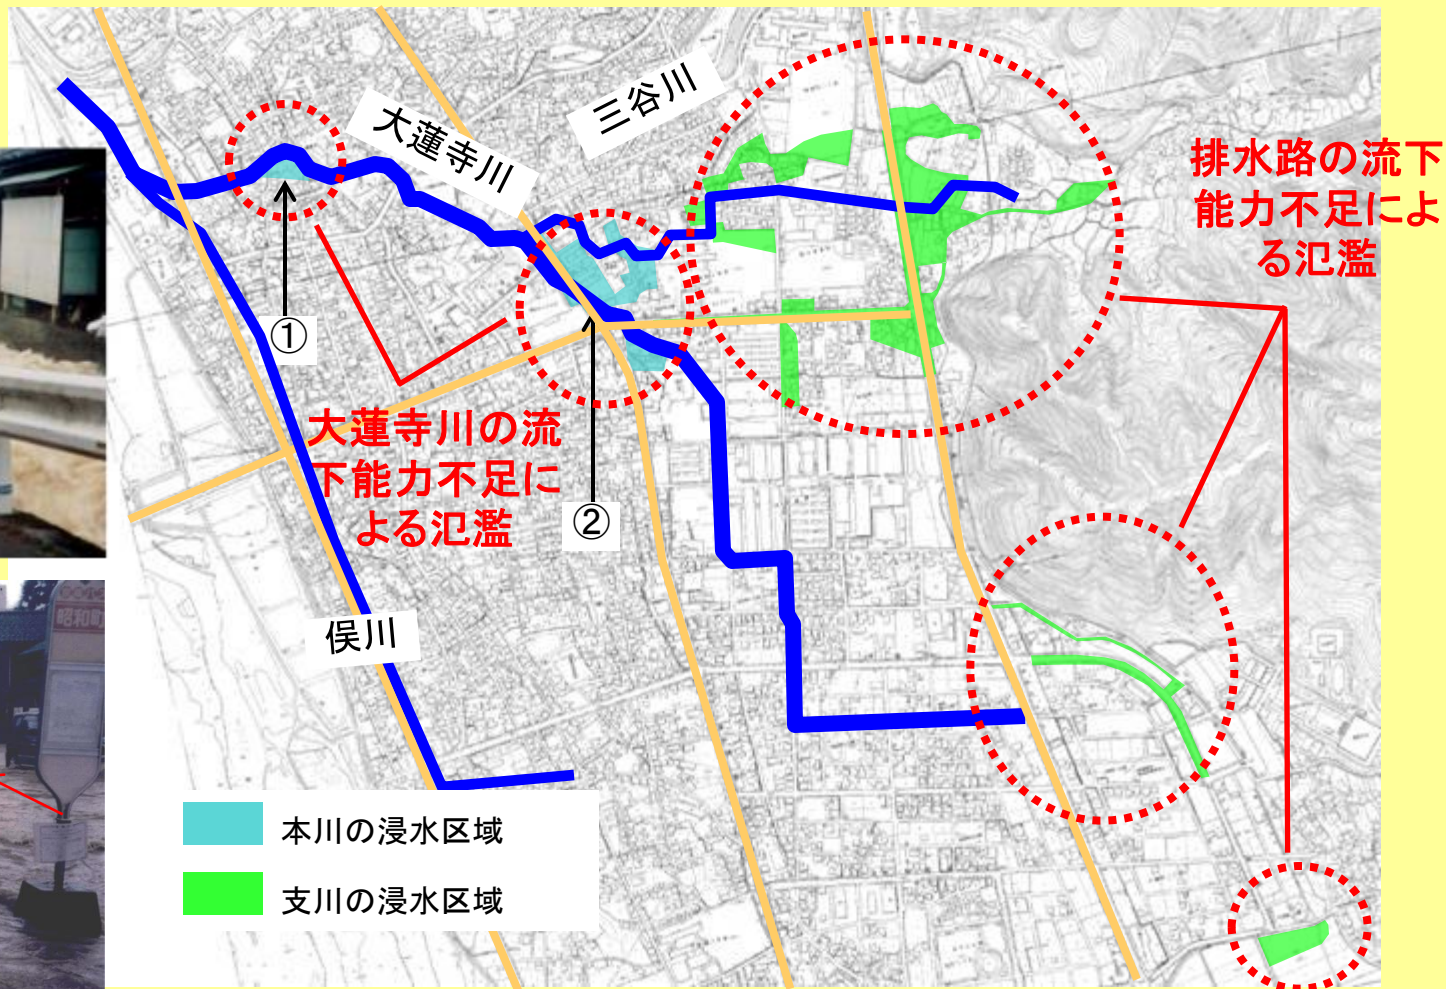 三谷川
大蓮寺川
排水路の流下
能力不足によ
る氾濫
①
大蓮寺川の流
下能力不足に
よる氾濫
②
俣川
昭和町
本川の浸水区域
支川の浸水区域